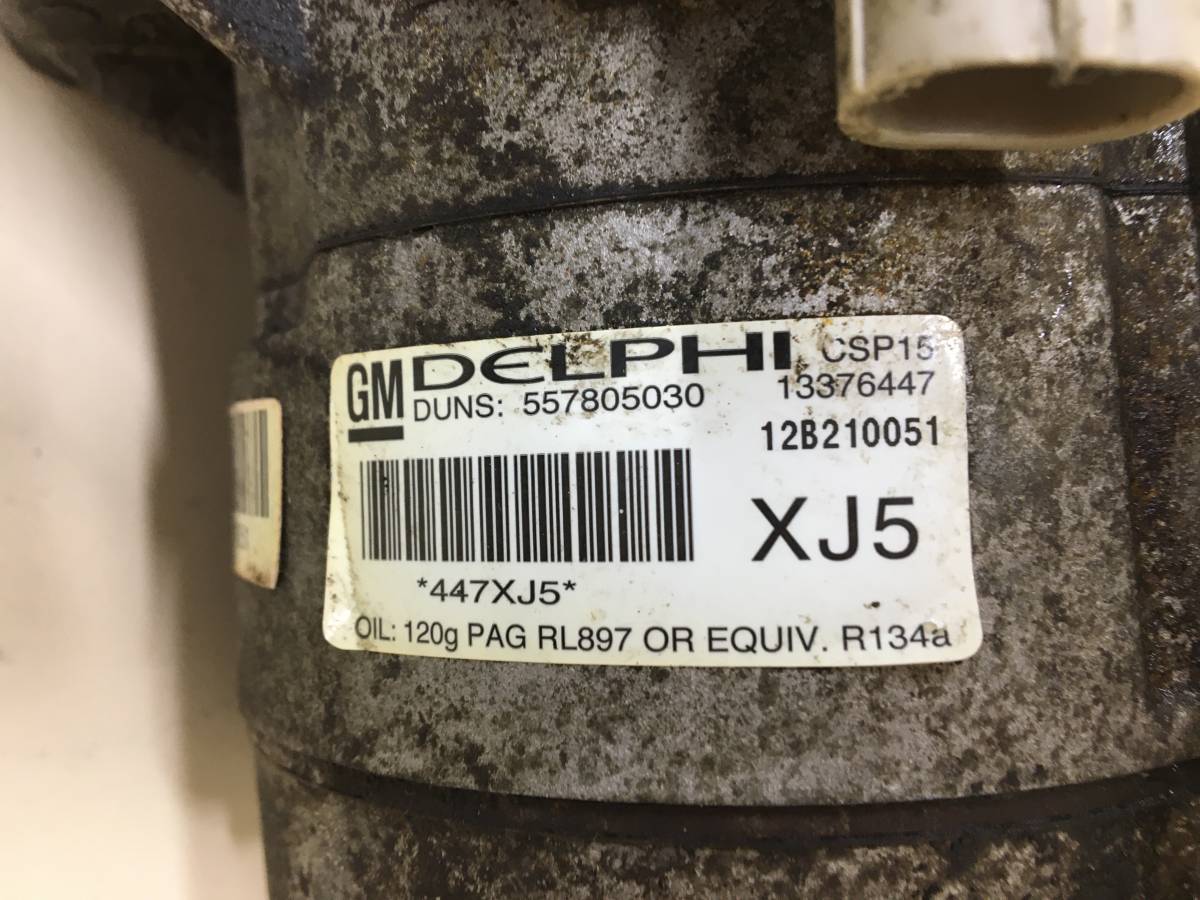 GM DELPHI CSP15
DUNS: 557805030 13376447
12B210051
XJ5
*447XJ5*
OIL: 120g PAG RL897 OR EQUIV. R134a